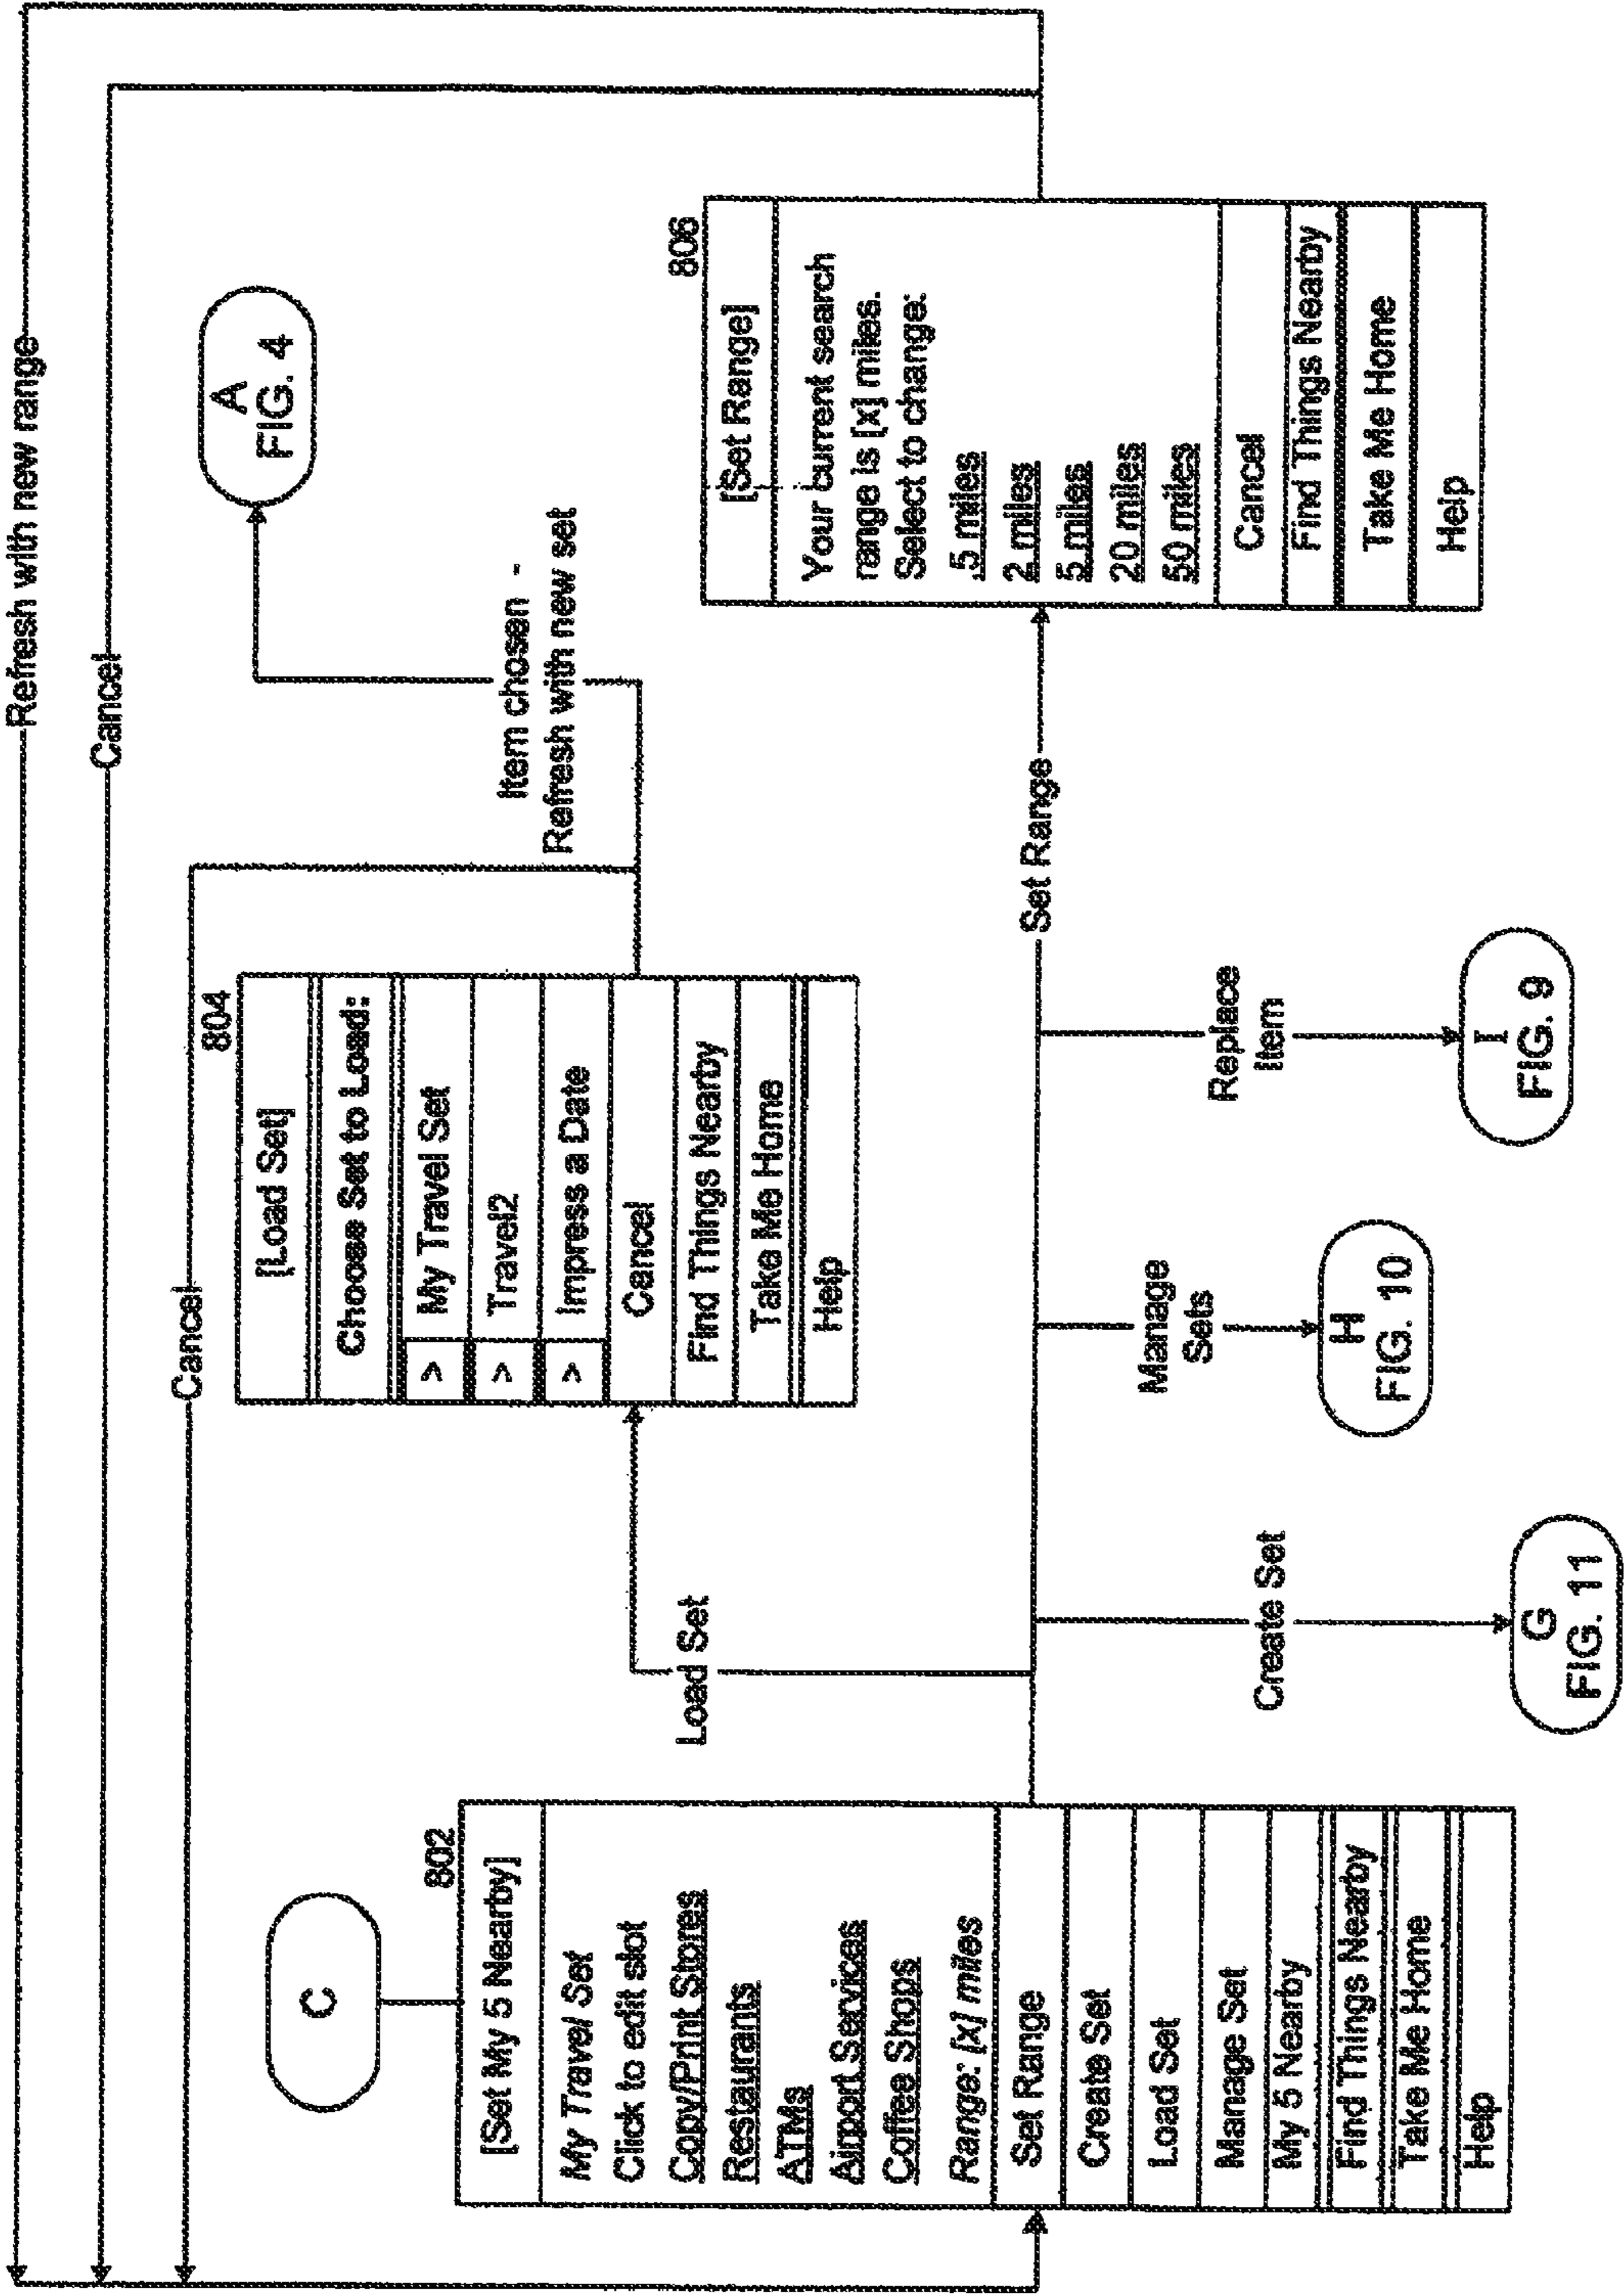 Refresh with new range
Cancel
Cancel
C
802
[Set My 5 Nearby]
My Travel Set
Click to edit slot
Copy/Print Stores
Restaurants
ATMs
Airport Services
Coffee Shops
Range: [x] miles
Set Range
Create Set
Load Set
Manage Set
My 5 Nearby
Find Things Nearby
Take Me Home
Help
Load Set
804
[Load Set]
Choose Set to Load:
> My Travel Set
> Travel2
> Impress a Date
Cancel
Find Things Nearby
Take Me Home
Help
Item chosen -
Refresh with new set
A
FIG. 4
Set Range
806
[Set Range]
Your current search
range is [x] miles.
Select to change:
.5 miles
2 miles
5 miles
20 miles
50 miles
Cancel
Find Things Nearby
Take Me Home
Help
Create Set
G
FIG. 11
Manage
Sets
H
FIG. 10
Replace
Item
I
FIG. 9